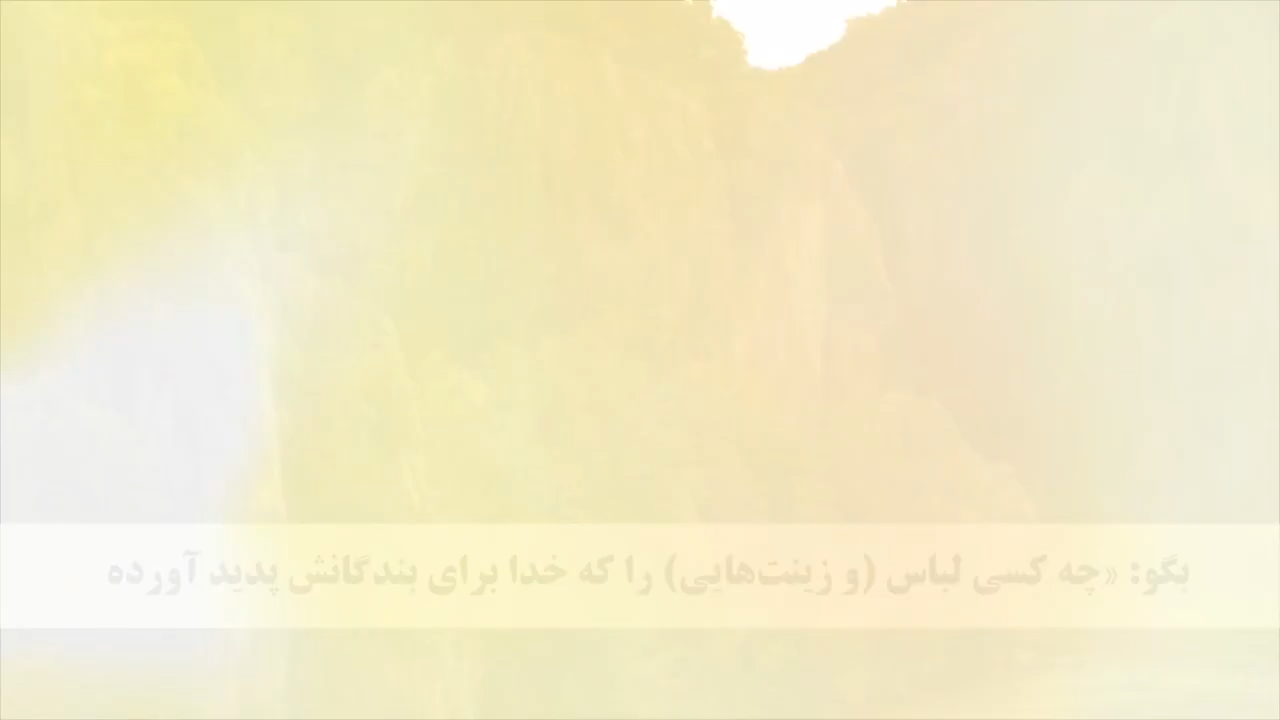 بگو: «چه کسی لباس (و زینت‌هایی) را که خدا برای بندگانش پدید آورده